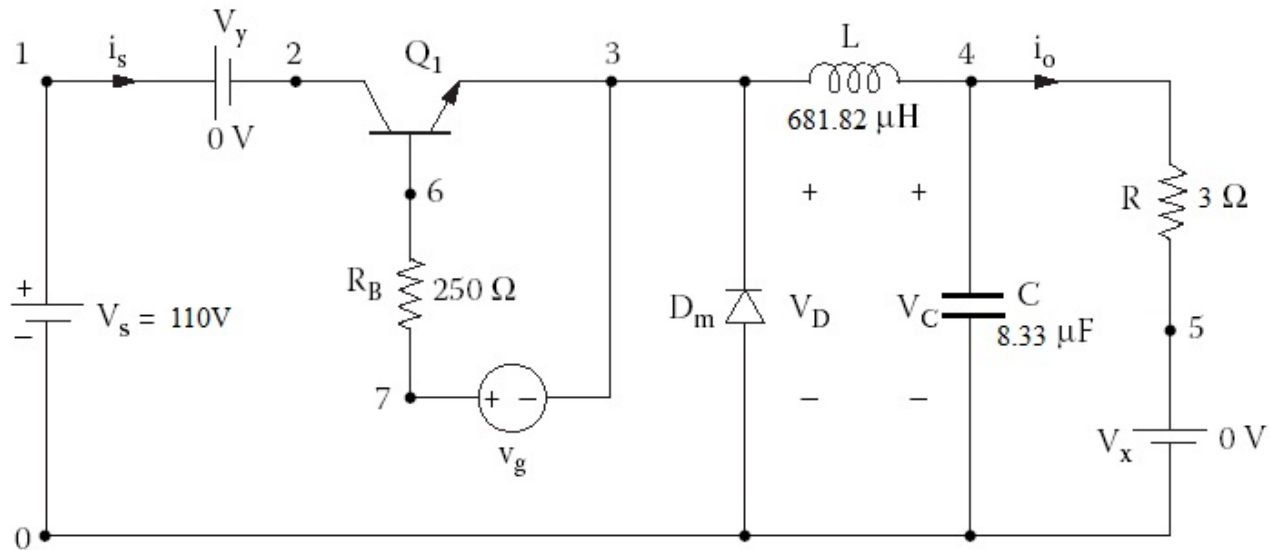 V_y
1
i_s
2
Q_1
3
L
4
i_o
0 V
681.82 μH
+
+
6
R
3 Ω
R_B
250 Ω
+
V_s = 110V
−
D_m
V_D
V_C
C
8.33 μF
5
7
+ −
−
−
V_x
0 V
v_g
0